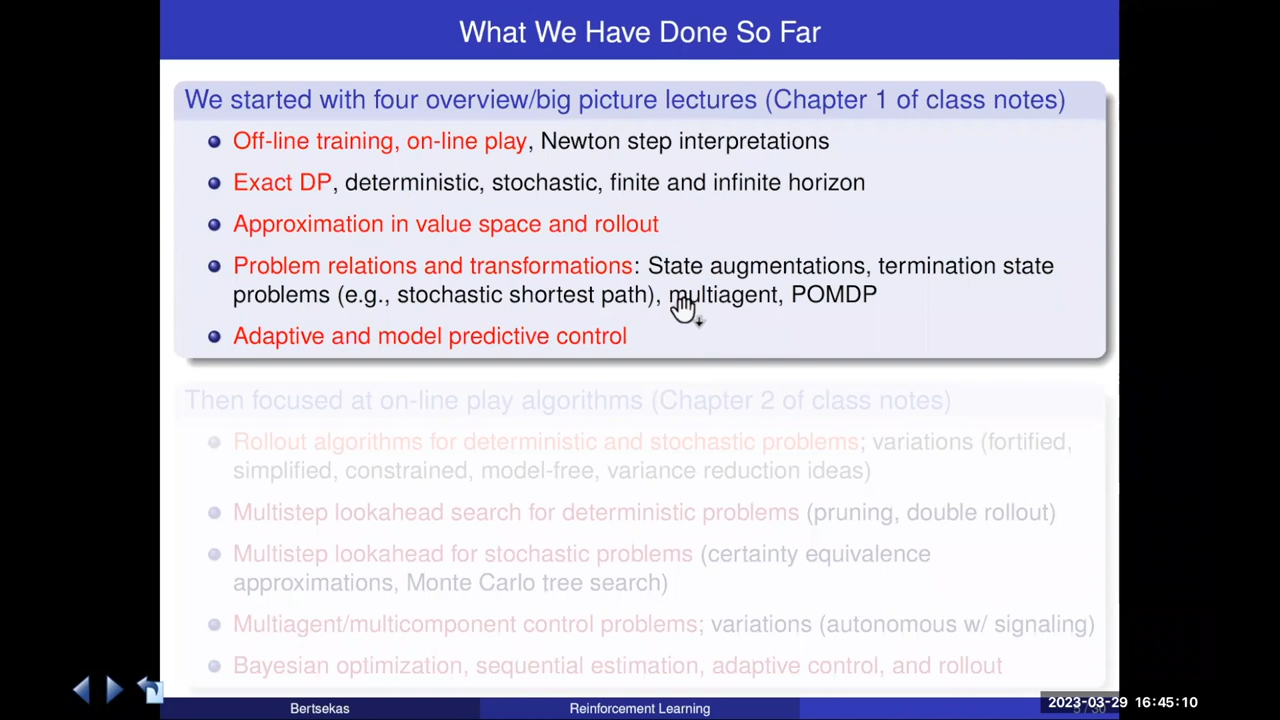 What We Have Done So Far
We started with four overview/big picture lectures (Chapter 1 of class notes)
Off-line training, on-line play, Newton step interpretations
Exact DP, deterministic, stochastic, finite and infinite horizon
Approximation in value space and rollout
Problem relations and transformations: State augmentations, termination state
problems (e.g., stochastic shortest path), multiagent, POMDP
Adaptive and model predictive control
Then focused at on-line play algorithms (Chapter 2 of class notes)
Rollout algorithms for deterministic and stochastic problems; variations (fortified,
simplified, constrained, model-free, variance reduction ideas)
Multistep lookahead search for deterministic problems (pruning, double rollout)
Multistep lookahead for stochastic problems (certainty equivalence
approximations, Monte Carlo tree search)
Multiagent/multicomponent control problems; variations (autonomous w/ signaling)
Bayesian optimization, sequential estimation, adaptive control, and rollout
Bertsekas
Reinforcement Learning
2023-03-29 16:45:10